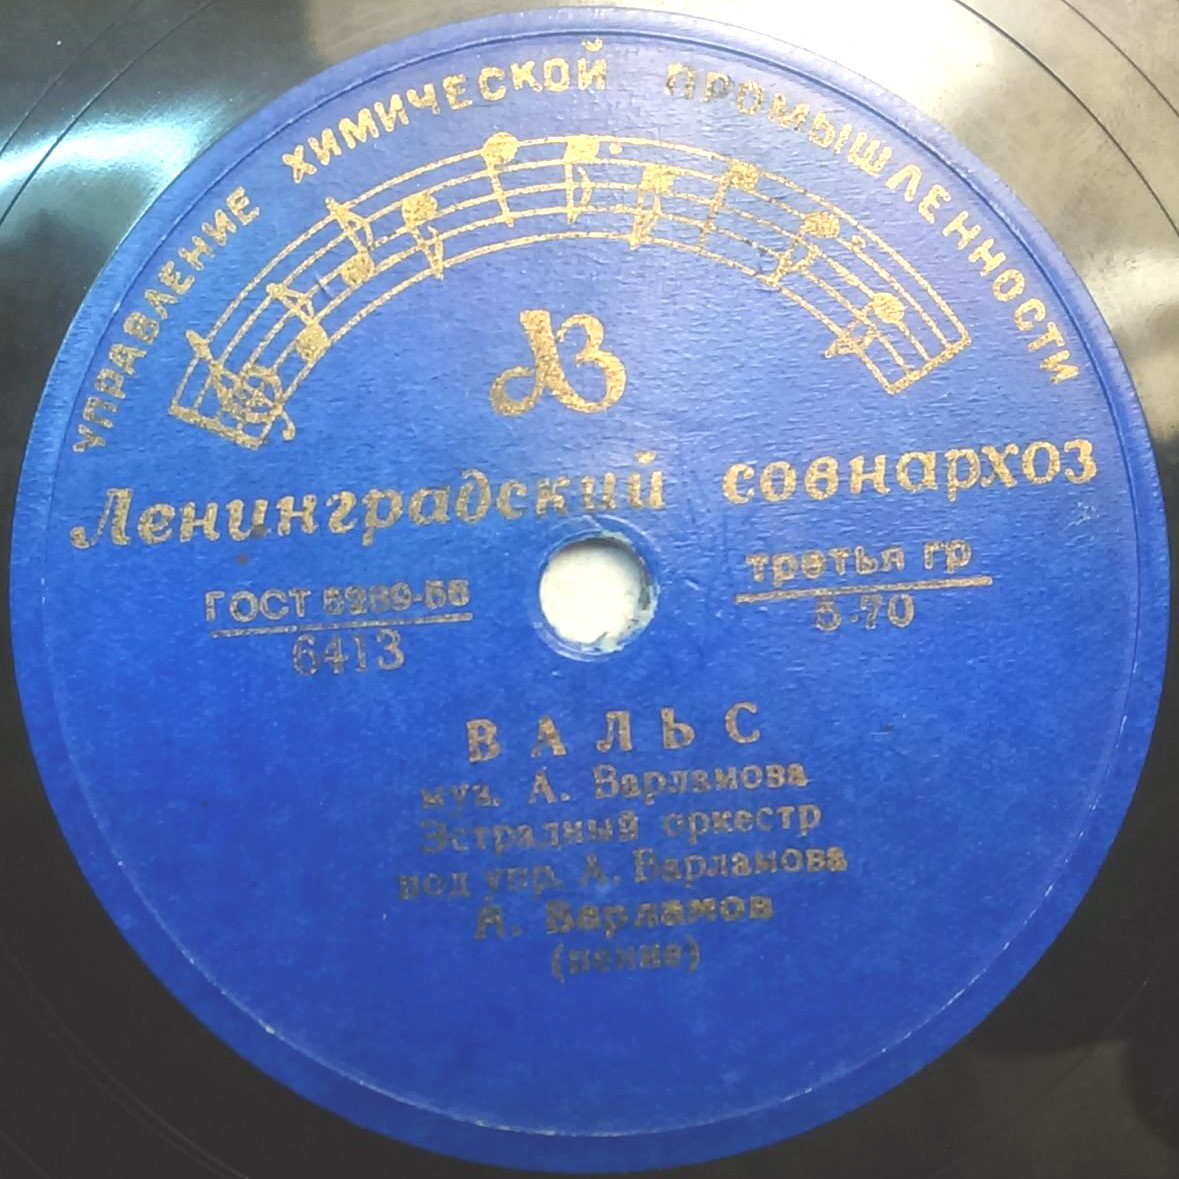 УПРАВЛЕНИЕ ХИМИЧЕСКОЙ ПРОМЫШЛЕННОСТИ
ЛЗ
Ленинградский совнархоз
ГОСТ 5289-58
6413
третья гр
5-70
ВАЛЬС
муз. А. Варламова
Эстрадный оркестр
под упр. А. Варламова
А. Варламов
(пение)